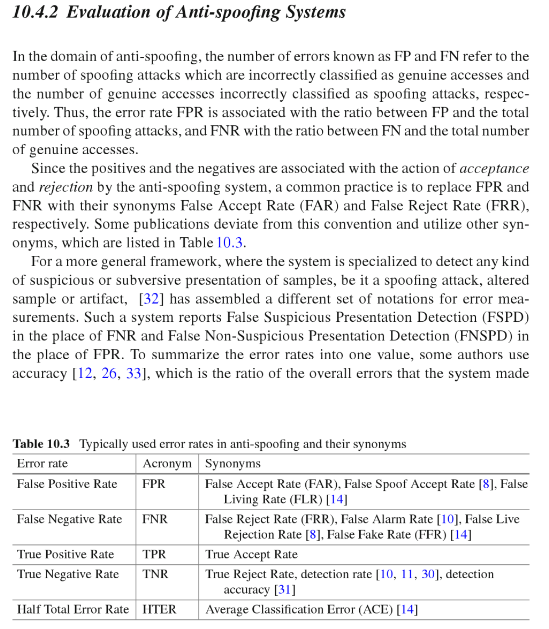 10.4.2 Evaluation of Anti-spoofing Systems
In the domain of anti-spoofing, the number of errors known as FP and FN refer to the
number of spoofing attacks which are incorrectly classified as genuine accesses and
the number of genuine accesses incorrectly classified as spoofing attacks, respec-
tively. Thus, the error rate FPR is associated with the ratio between FP and the total
number of spoofing attacks, and FNR with the ratio between FN and the total number
of genuine accesses.
Since the positives and the negatives are associated with the action of acceptance
and rejection by the anti-spoofing system, a common practice is to replace FPR and
FNR with their synonyms False Accept Rate (FAR) and False Reject Rate (FRR),
respectively. Some publications deviate from this convention and utilize other syn-
onyms, which are listed in Table 10.3.
For a more general framework, where the system is specialized to detect any kind
of suspicious or subversive presentation of samples, be it a spoofing attack, altered
sample or artifact, [32] has assembled a different set of notations for error mea-
surements. Such a system reports False Suspicious Presentation Detection (FSPD)
in the place of FNR and False Non-Suspicious Presentation Detection (FNSPD) in
the place of FPR. To summarize the error rates into one value, some authors use
accuracy [12, 26, 33], which is the ratio of the overall errors that the system made
Table 10.3 Typically used error rates in anti-spoofing and their synonyms
Error rate Acronym Synonyms
False Positive Rate FPR False Accept Rate (FAR), False Spoof Accept Rate [8], False
Living Rate (FLR) [14]
False Negative Rate FNR False Reject Rate (FRR), False Alarm Rate [10], False Live
Rejection Rate [8], False Fake Rate (FFR) [14]
True Positive Rate TPR True Accept Rate
True Negative Rate TNR True Reject Rate, detection rate [10, 11, 30], detection
accuracy [31]
Half Total Error Rate HTER Average Classification Error (ACE) [14]